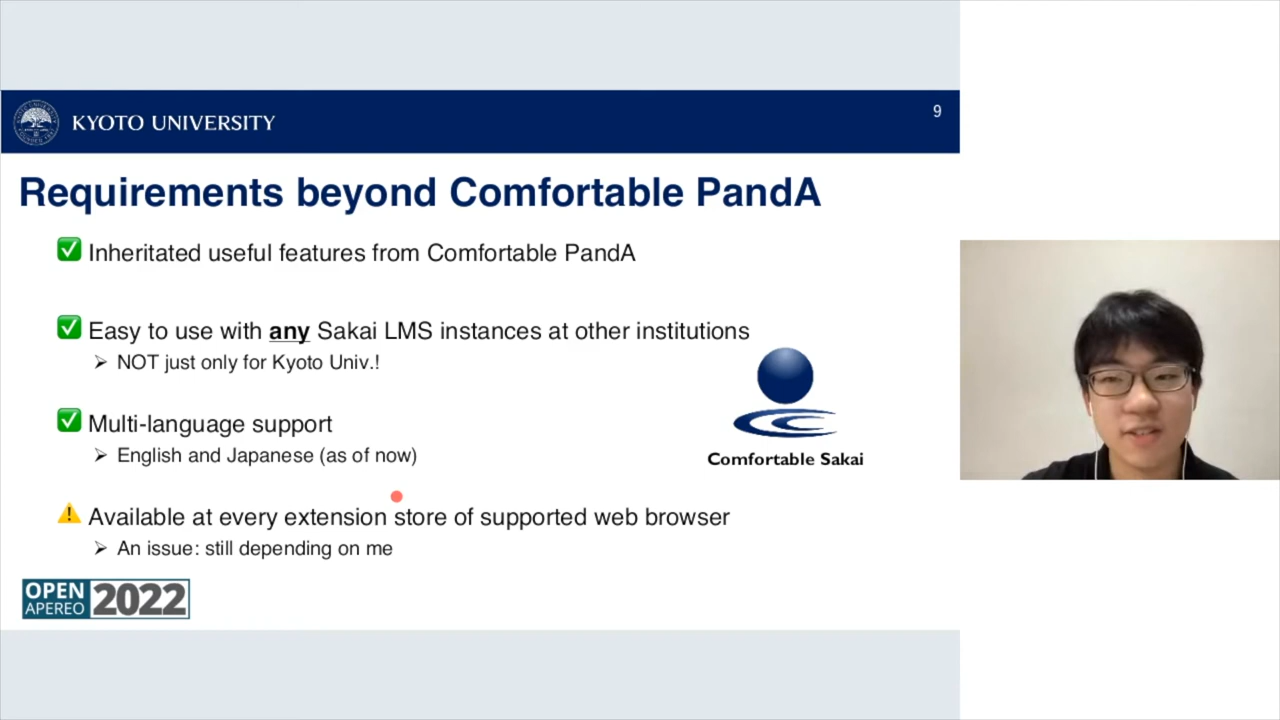 KYOTO UNIVERSITY
9
Requirements beyond Comfortable PandA
Inheritated useful features from Comfortable PandA
Easy to use with any Sakai LMS instances at other institutions
NOT just only for Kyoto Univ.!
Multi-language support
English and Japanese (as of now)
Comfortable Sakai
Available at every extension store of supported web browser
An issue: still depending on me
OPEN
APEREO
2022